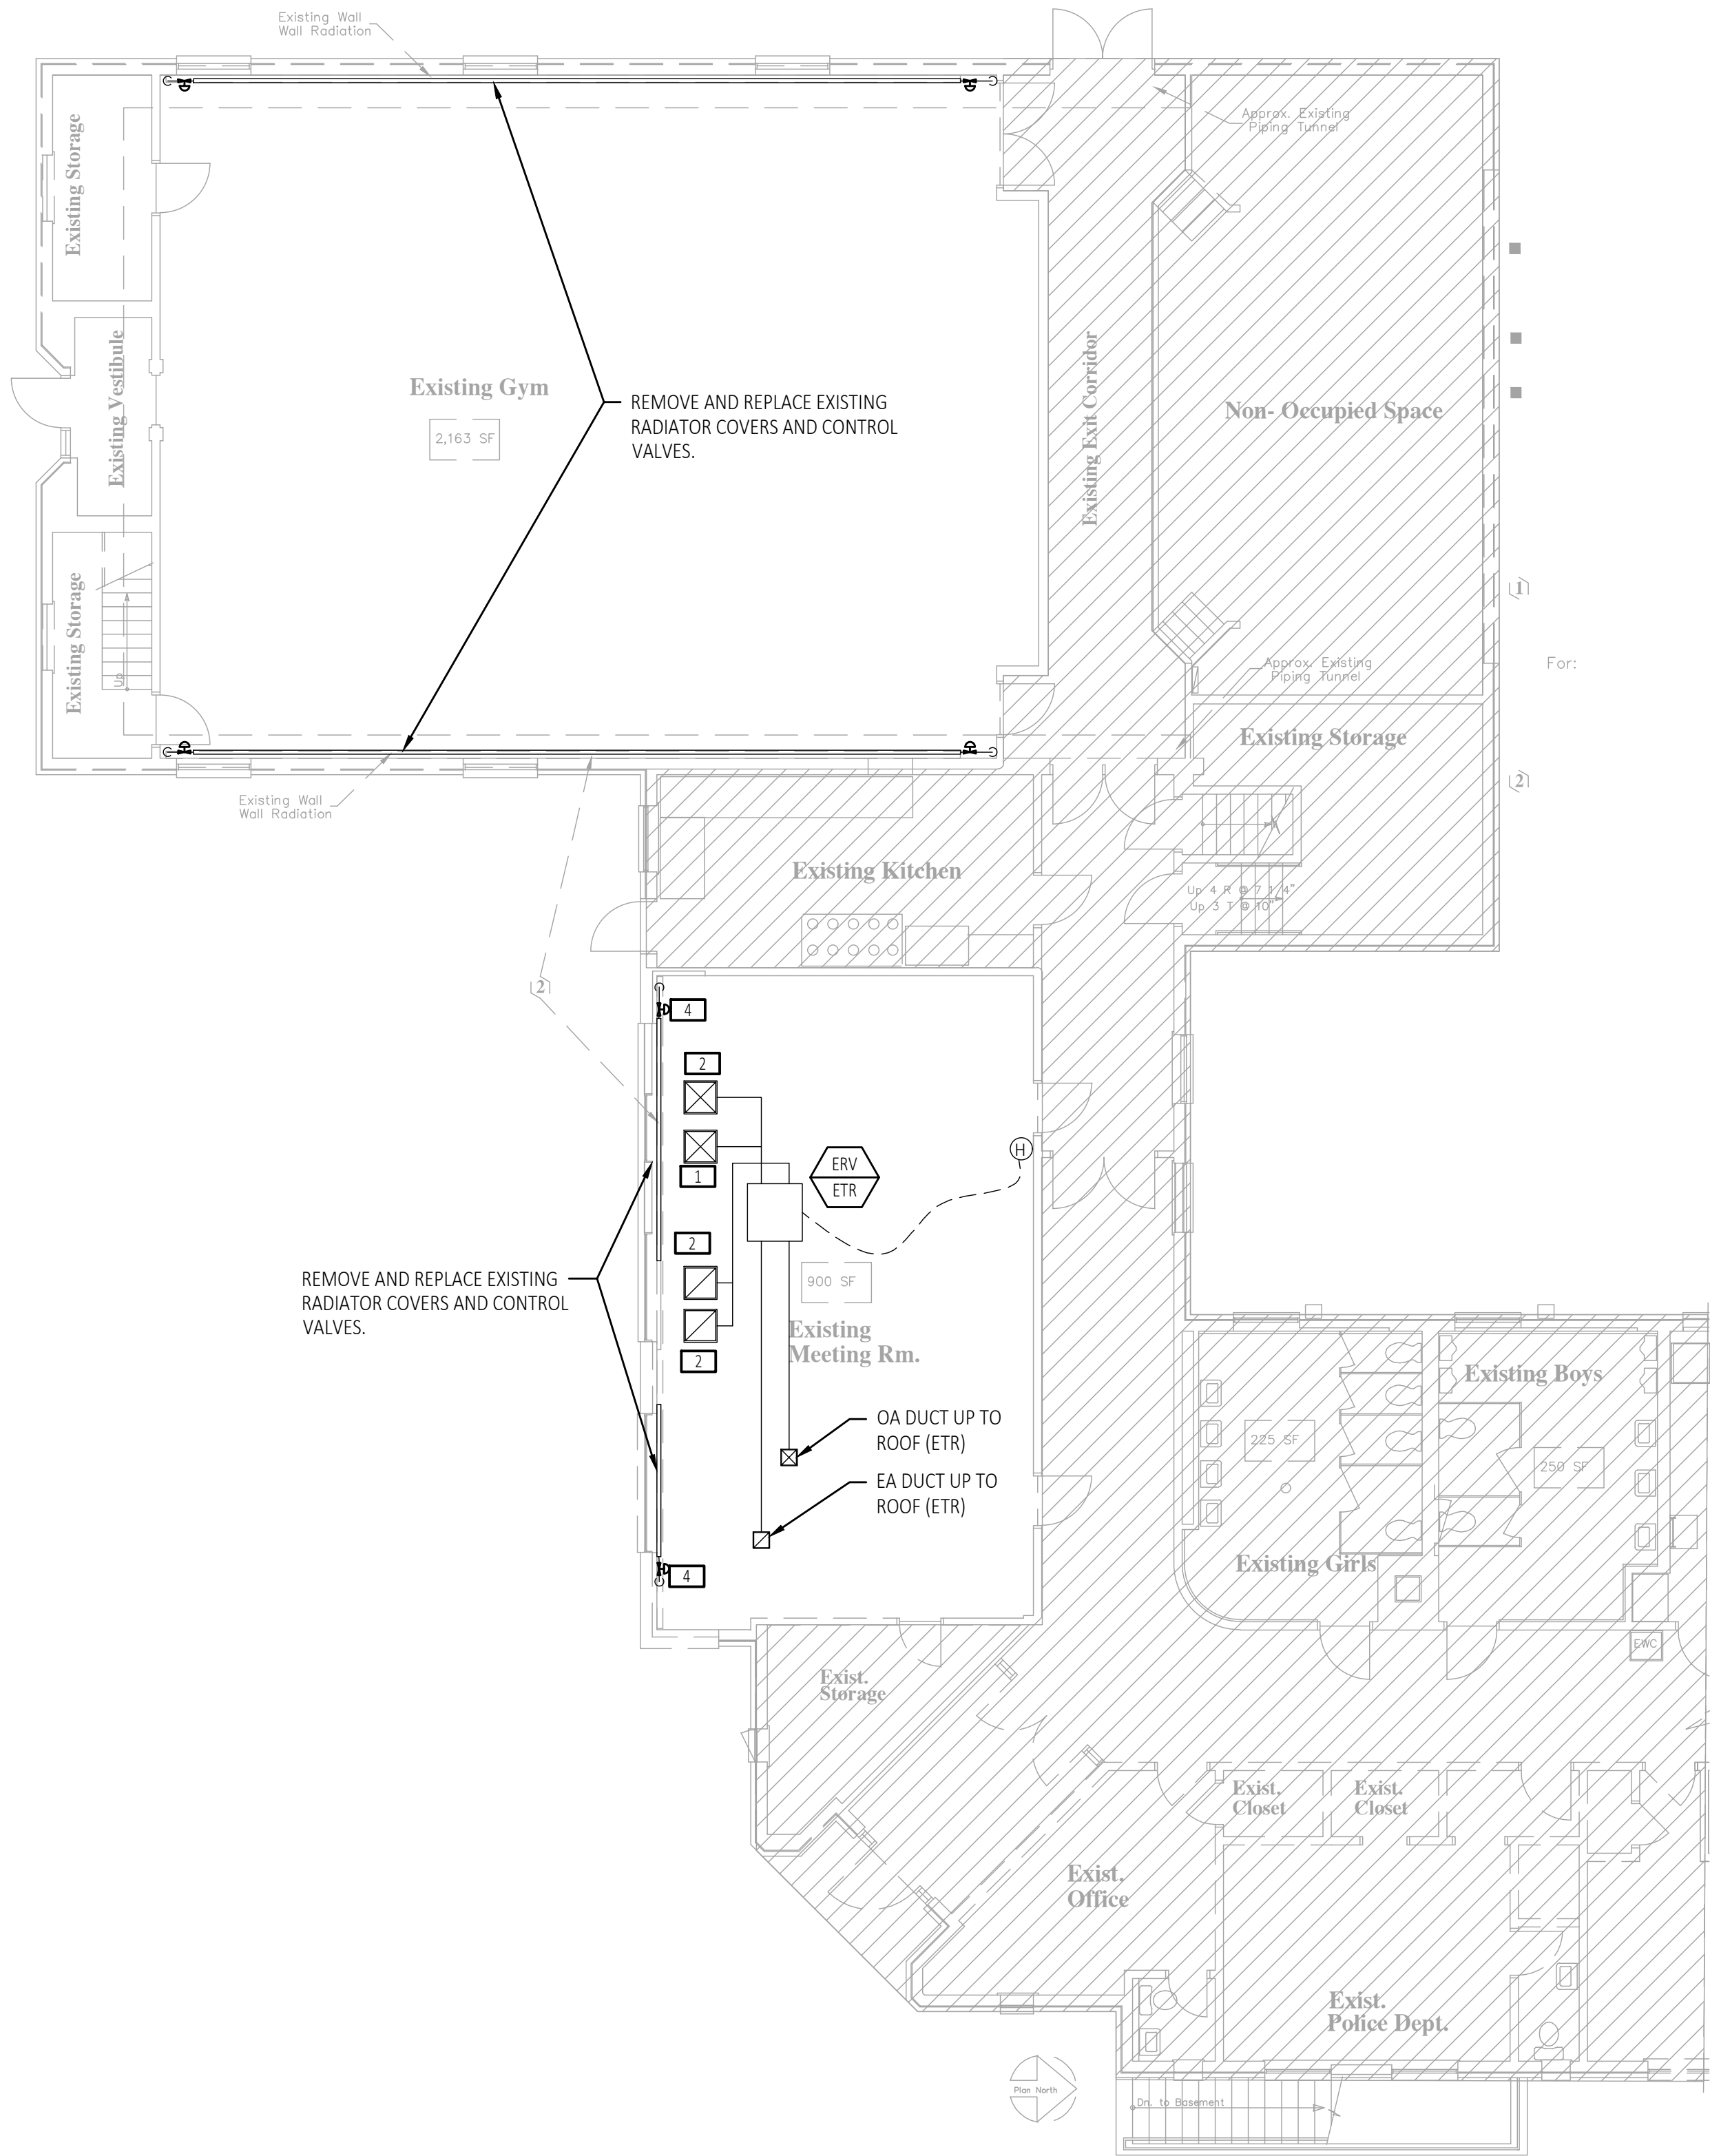 Existing Wall
Wall Radiation
Approx. Existing
Piping Tunnel
Existing Storage
Existing Vestibule
Existing Gym
2,163 SF
REMOVE AND REPLACE EXISTING
RADIATOR COVERS AND CONTROL
VALVES.
Existing Exit Corridor
Non- Occupied Space
Existing Storage
Up
1
For:
Approx. Existing
Piping Tunnel
Existing Storage
2
Existing Wall
Wall Radiation
Existing Kitchen
Up 4 R @ 7 1/4"
Up 3 T @ 10"
2
4
2
1
ERV
ETR
H
2
900 SF
REMOVE AND REPLACE EXISTING
RADIATOR COVERS AND CONTROL
VALVES.
Existing
Meeting Rm.
2
OA DUCT UP TO
ROOF (ETR)
EA DUCT UP TO
ROOF (ETR)
4
Existing Boys
225 SF
250 SF
Existing Girls
EWC
Exist.
Storage
Exist.
Closet
Exist.
Closet
Exist.
Office
Exist.
Police Dept.
Plan North
Dn. to Basement